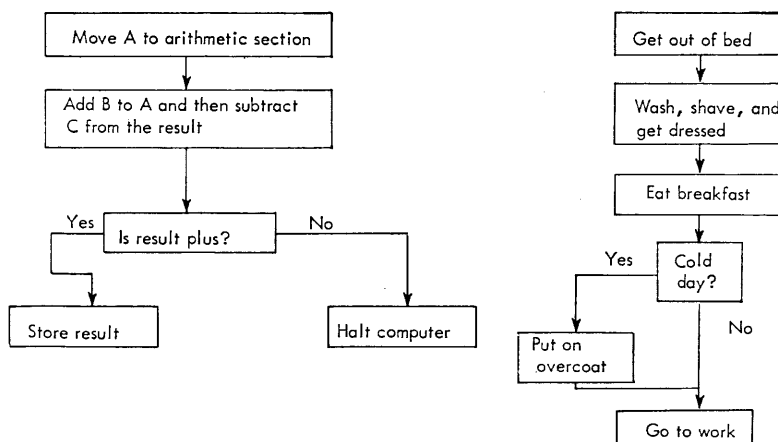 Move A to arithmetic section
Add B to A and then subtract
C from the result
Yes
Is result plus?
No
Store result
Halt computer
Get out of bed
Wash, shave, and
get dressed
Eat breakfast
Yes
Cold
day?
No
Put on
overcoat
Go to work